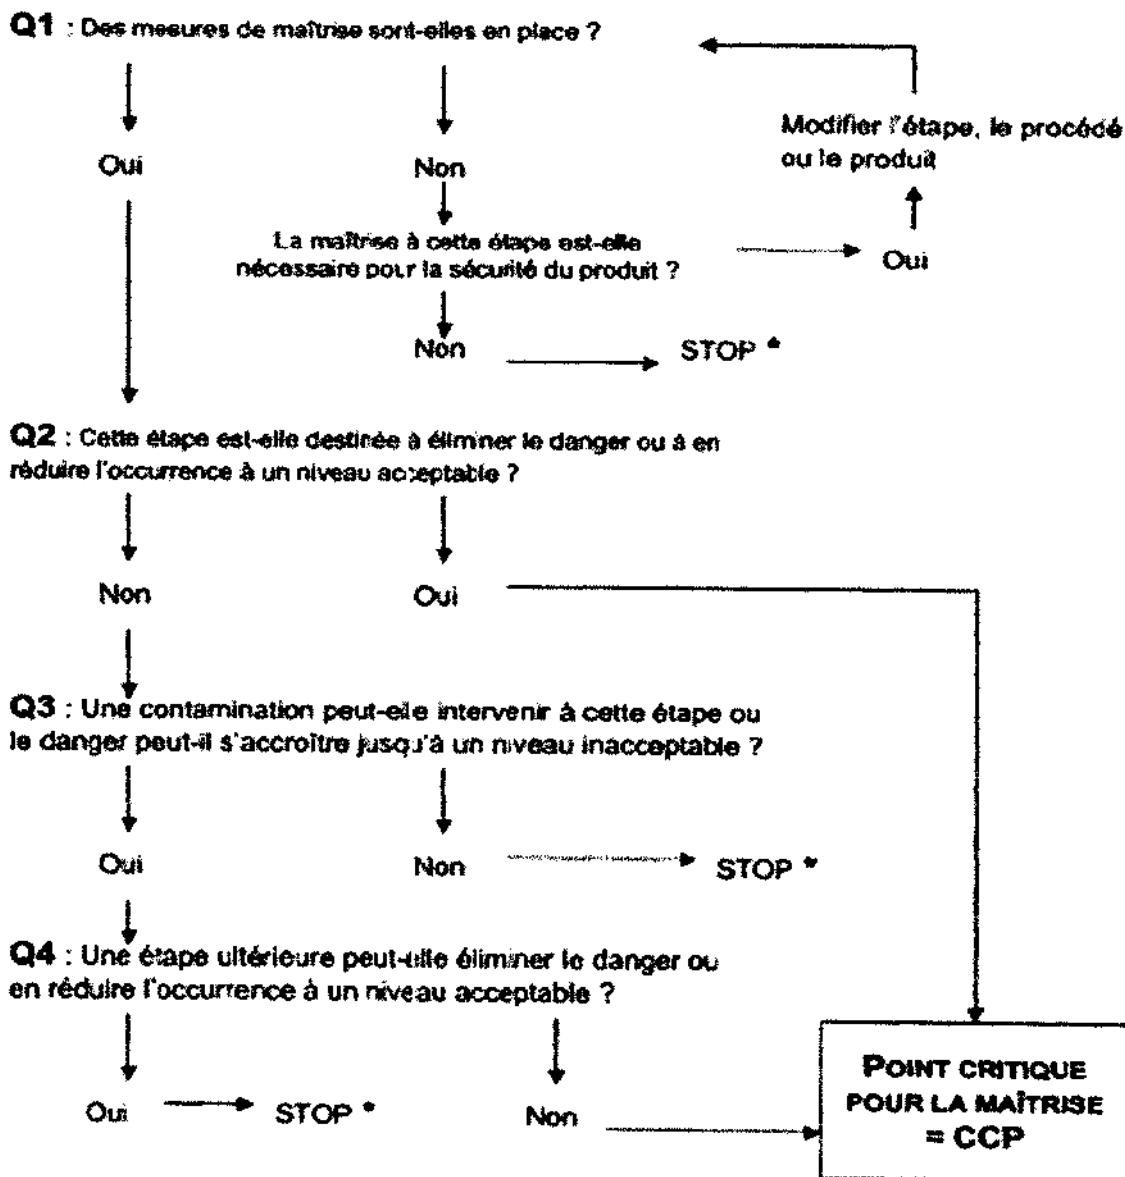 Q1 : Des mesures de maîtrise sont-elles en place ?
Modifier l'étape, le procédé
ou le produit
Oui
Non
La maîtrise à cette étape est-elle
nécessaire pour la sécurité du produit ?
Oui
Non
STOP *
Q2 : Cette étape est-elle destinée à éliminer le danger ou à en
réduire l'occurrence à un niveau acceptable ?
Non
Oui
Q3 : Une contamination peut-elle intervenir à cette étape ou
le danger peut-il s'accroître jusqu'à un niveau inacceptable ?
Oui
Non
STOP *
Q4 : Une étape ultérieure peut-elle éliminer le danger ou
en réduire l'occurrence à un niveau acceptable ?
Oui
STOP *
Non
POINT CRITIQUE
POUR LA MAÎTRISE
= CCP